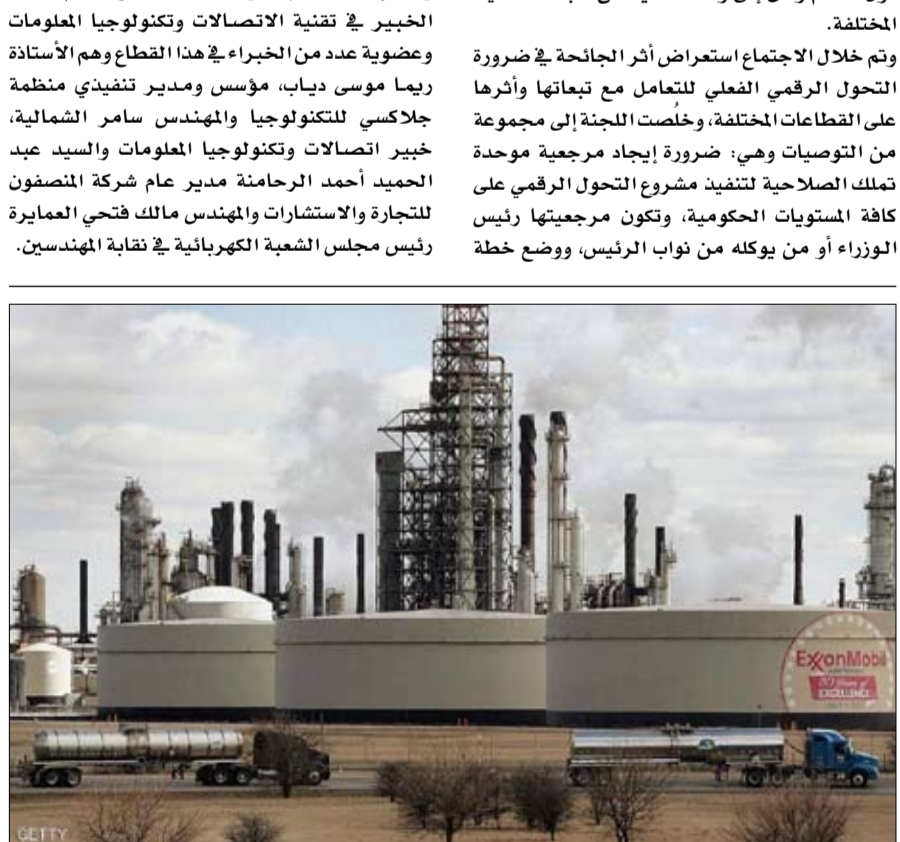 المختلفة.
وتم خلال الاجتماع استعراض أثر الجائحة في ضرورة
التحول الرقمي الفعلي للتعامل مع تبعاتها وأثرها
على القطاعات المختلفة، وخلُصت اللجنة إلى مجموعة
من التوصيات وهي: ضرورة إيجاد مرجعية موحدة
تملك الصلاحية لتنفيذ مشروع التحول الرقمي على
كافة المستويات الحكومية، وتكون مرجعيتها رئيس
الوزراء أو من يوكله من نواب الرئيس، ووضع خطة
الخبير في تقنية الاتصالات وتكنولوجيا المعلومات
وعضوية عدد من الخبراء في هذا القطاع وهم الأستاذة
ريما موسى دياب، مؤسس ومدير تنفيذي منظمة
جلاكسي للتكنولوجيا والمهندس سامر الشمالية،
خبير اتصالات وتكنولوجيا المعلومات والسيد عبد
الحميد أحمد الرحامنة مدير عام شركة المنصفون
للتجارة والاستشارات والمهندس مالك فتحي العمايرة
رئيس مجلس الشعبة الكهربائية في نقابة المهندسين.
ExxonMobil
EXCELLENCE
GETTY